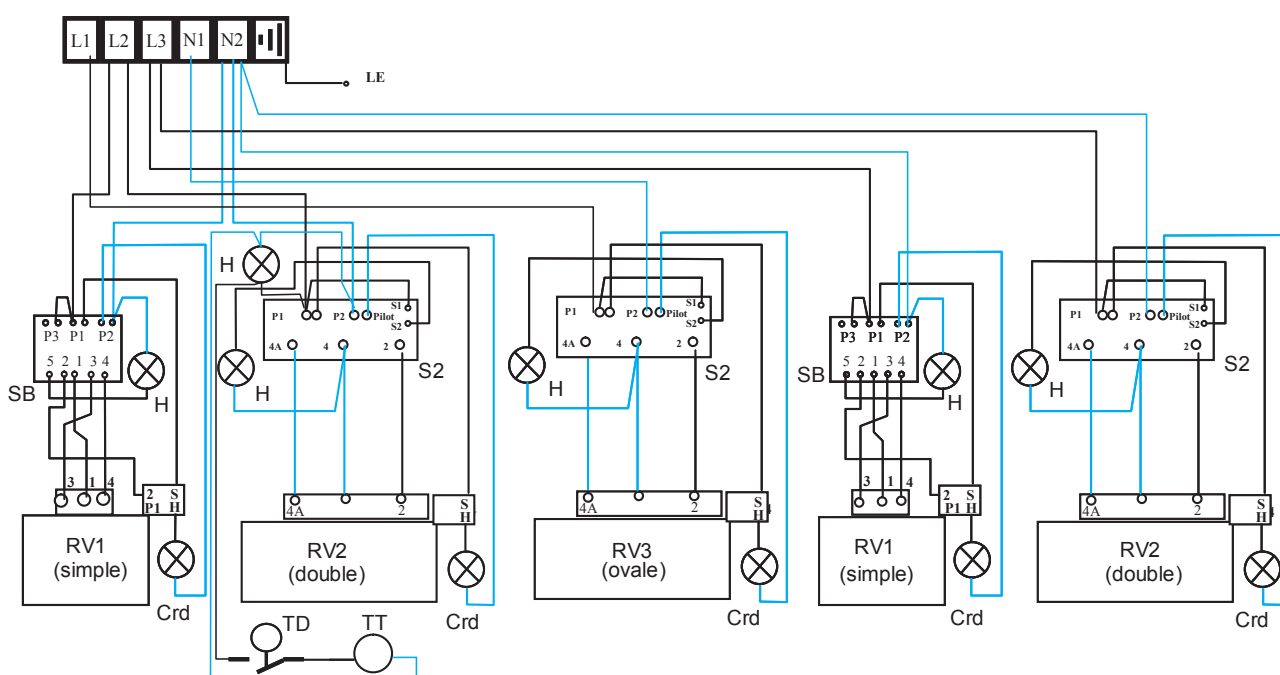 L1 L2 L3 N1 N2
LE
H
P3 P1 P2
5 2 1 3 4
SB
H
3 1 4
2 S
P1 H
RV1
(simple)
Crd
P1 P2 Pilot
S1
S2
4A 4 2
S2
H
4A 2
S
H
RV2
(double)
Crd
TD TT
P1 P2 Pilot
S1
S2
4A 4 2
S2
H
4A 2
S
H
RV3
(ovale)
Crd
P3 P1 P2
5 2 1 3 4
SB
H
3 1 4
2 S
P1 H
RV1
(simple)
Crd
P1 P2 Pilot
S1
S2
4A 4 2
S2
H
4A 2
S
H
RV2
(double)
Crd